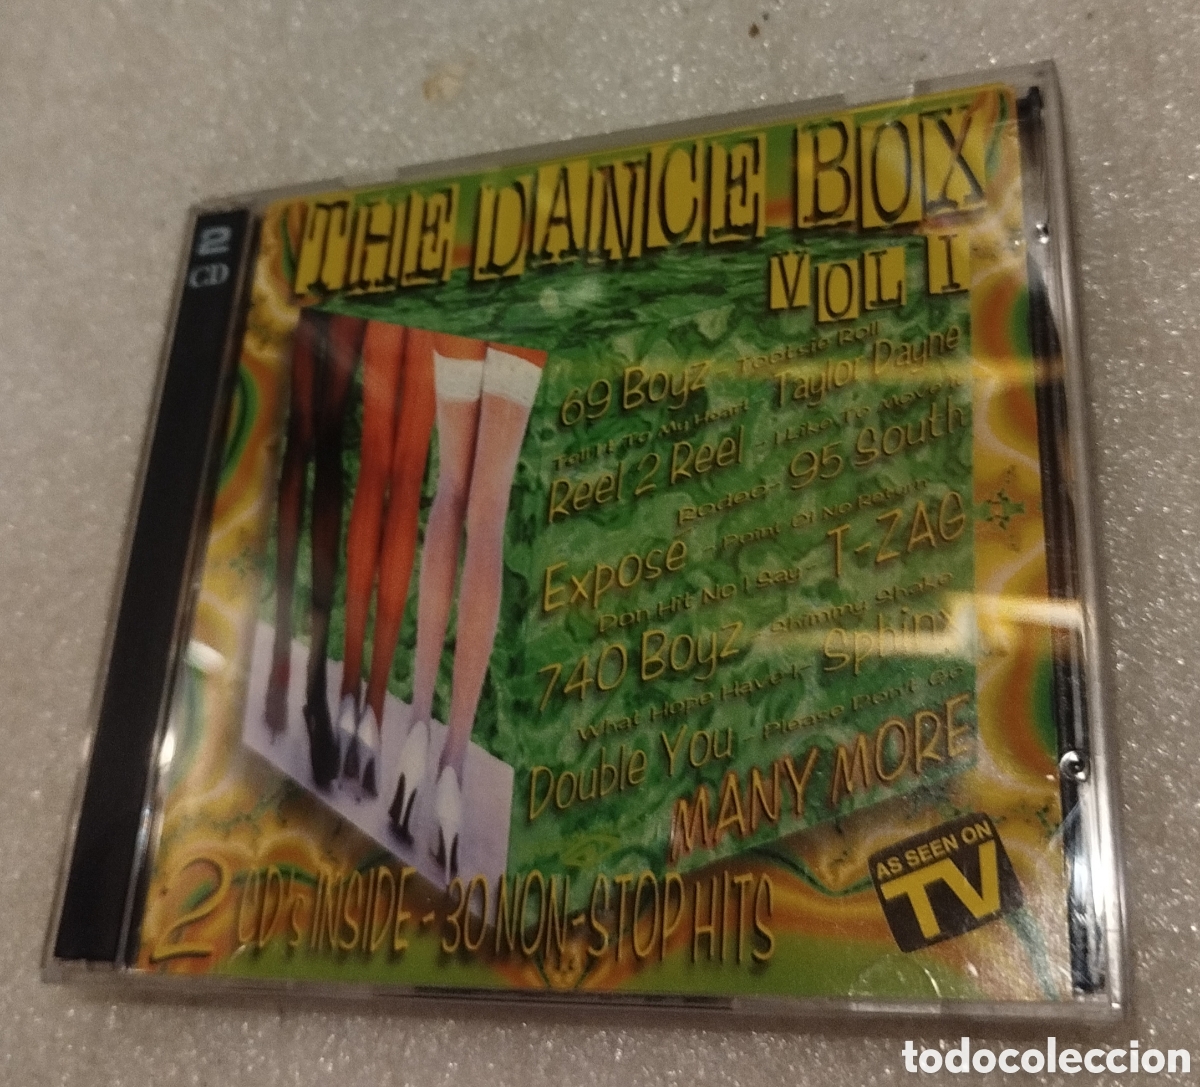 2
CD
THE DANCE BOX
VOL I
69 Boyz - Tootsie Roll
Tell It To My Heart - Taylor Dayne
Reel 2 Reel - I Like To Move It
Rodeo - 95 South
Exposé - Point Of No Return
Don Hit No I Say - T-ZAG
740 Boyz - Shimmy Shake
What Hope Have I - Sphinx
Double You - Please Don't Go
MANY MORE
AS SEEN ON
TV
2 CD's INSIDE - 30 NON-STOP HITS
todocoleccion